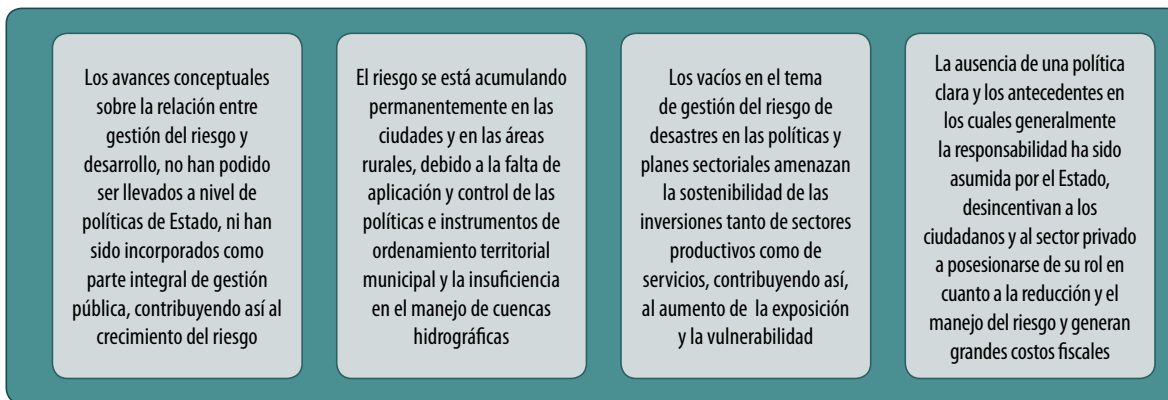 Los avances conceptuales
sobre la relación entre
gestión del riesgo y
desarrollo, no han podido
ser llevados a nivel de
políticas de Estado, ni han
sido incorporados como
parte integral de gestión
pública, contribuyendo así al
crecimiento del riesgo
El riesgo se está acumulando
permanentemente en las
ciudades y en las áreas
rurales, debido a la falta de
aplicación y control de las
políticas e instrumentos de
ordenamiento territorial
municipal y la insuficiencia
en el manejo de cuencas
hidrográficas
Los vacíos en el tema
de gestión del riesgo de
desastres en las políticas y
planes sectoriales amenazan
la sostenibilidad de las
inversiones tanto de sectores
productivos como de
servicios, contribuyendo así,
al aumento de la exposición
y la vulnerabilidad
La ausencia de una política
clara y los antecedentes en
los cuales generalmente
la responsabilidad ha sido
asumida por el Estado,
desincentivan a los
ciudadanos y al sector privado
a posesionarse de su rol en
cuanto a la reducción y el
manejo del riesgo y generan
grandes costos fiscales